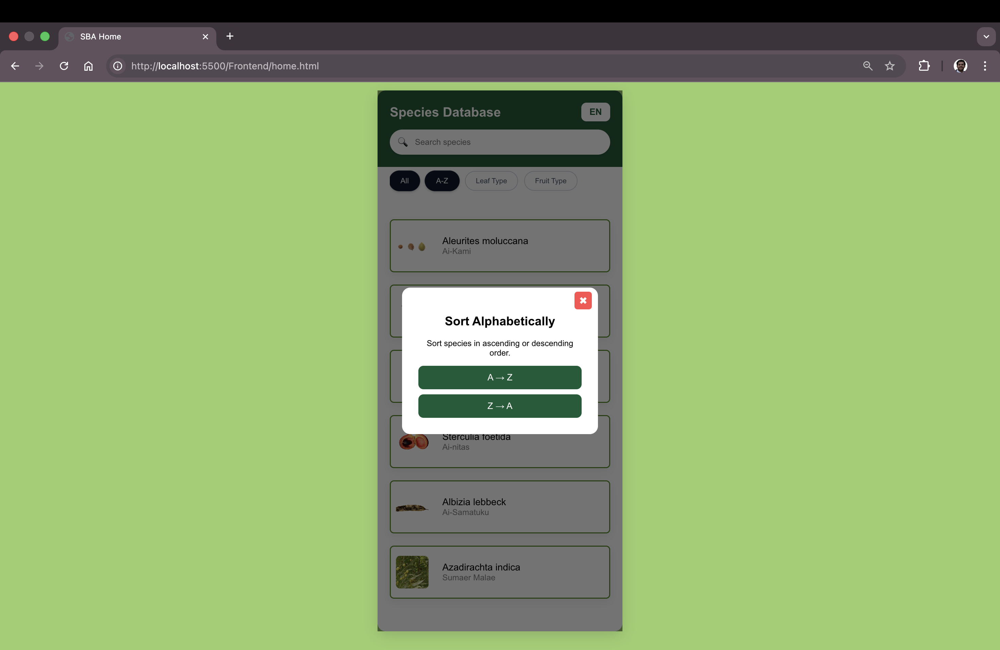 SBA Home
http://localhost:5500/Frontend/home.html
Species Database
EN
Search species
All
A-Z
Leaf Type
Fruit Type
Aleurites moluccana
Ai-Kami
Sort Alphabetically
Sort species in ascending or descending
order.
A → Z
Z → A
Sterculia foetida
Ai-nitas
Albizia lebbeck
Ai-Samatuku
Azadirachta indica
Sumaer Malae